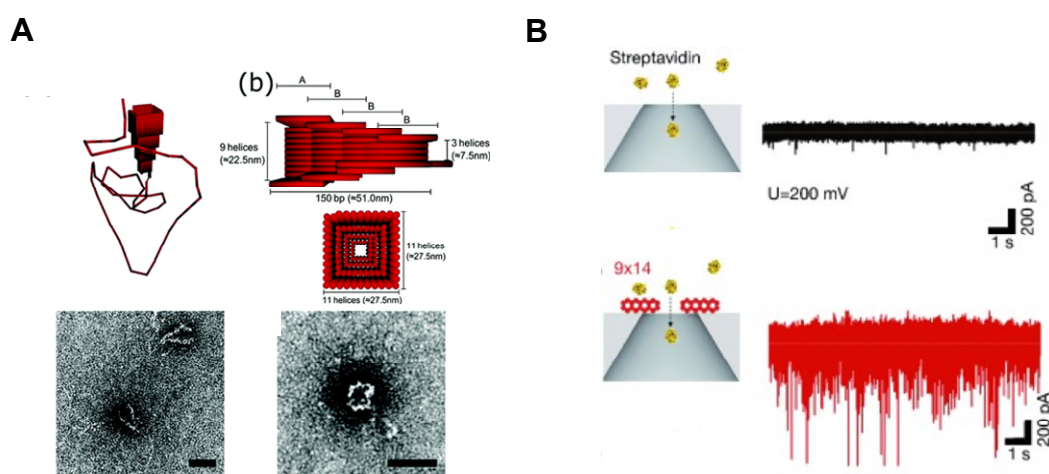 A
(b)
A
B
B
B
9 helices
(≈22.5nm)
3 helices
(≈7.5nm)
150 bp (≈51.0nm)
11 helices
(≈27.5nm)
11 helices (≈27.5nm)
B
Streptavidin
U=200 mV
200 pA
1 s
9x14
200 pA
1 s